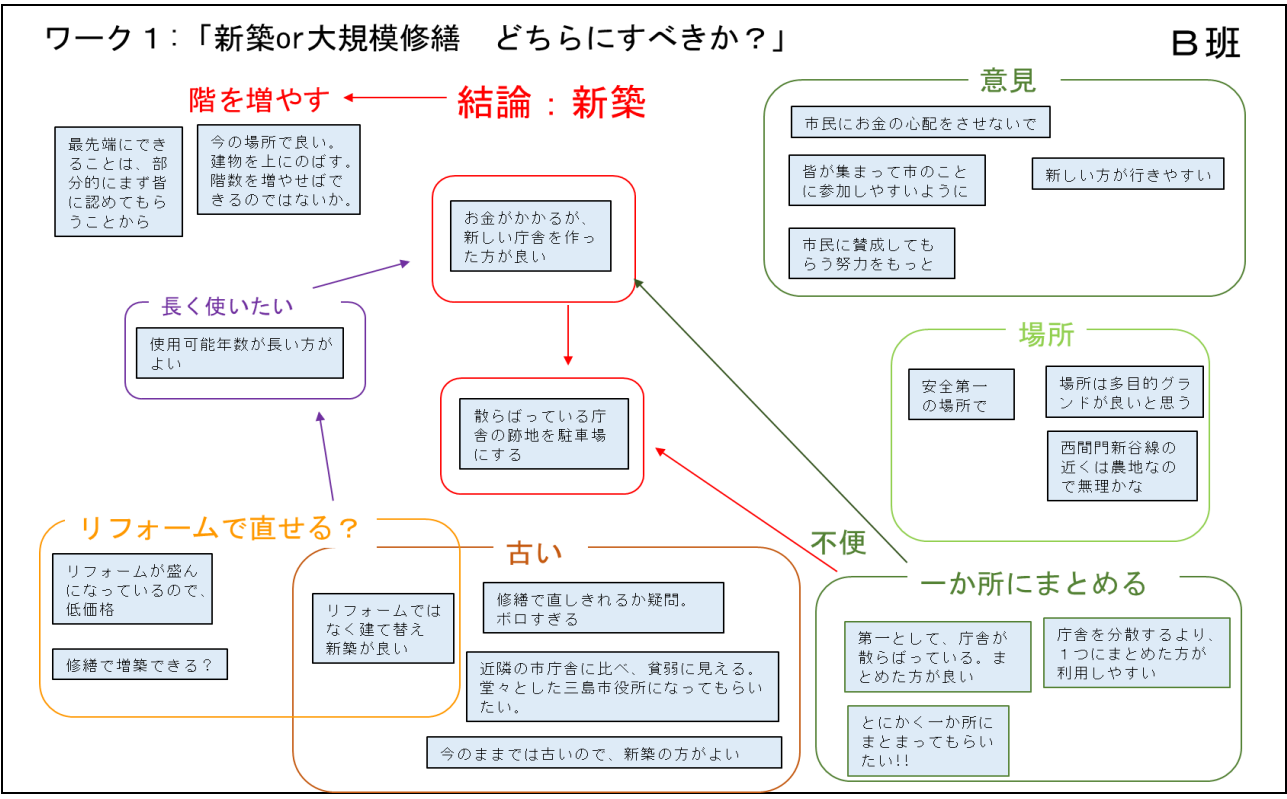 ワーク1:「新築or大規模修繕　どちらにすべきか?」
B班
階を増やす
結論:新築
最先端にでき
ることは、部
分的にまず皆
に認めてもら
うことから
今の場所で良い。
建物を上にのばす。
階数を増やせばで
きるのではないか。
お金がかかるが、
新しい庁舎を作っ
た方が良い
意見
市民にお金の心配をさせないで
皆が集まって市のこと
に参加しやすいように
新しい方が行きやすい
市民に賛成しても
らう努力をもっと
長く使いたい
使用可能年数が長い方が
よい
散らばっている庁
舎の跡地を駐車場
にする
場所
安全第一
の場所で
場所は多目的グラ
ンドが良いと思う
西間門新谷線の
近くは農地なの
で無理かな
リフォームで直せる?
リフォームが盛ん
になっているので、
低価格
修繕で増築できる?
リフォームでは
なく建て替え
新築が良い
古い
修繕で直しきれるか疑問。
ボロすぎる
近隣の市庁舎に比べ、貧弱に見える。
堂々とした三島市役所になってもらい
たい。
今のままでは古いので、新築の方がよい
不便
一か所にまとめる
第一として、庁舎が
散らばっている。ま
とめた方が良い
庁舎を分散するより、
1つにまとめた方が
利用しやすい
とにかく一か所に
まとまってもらい
たい!!